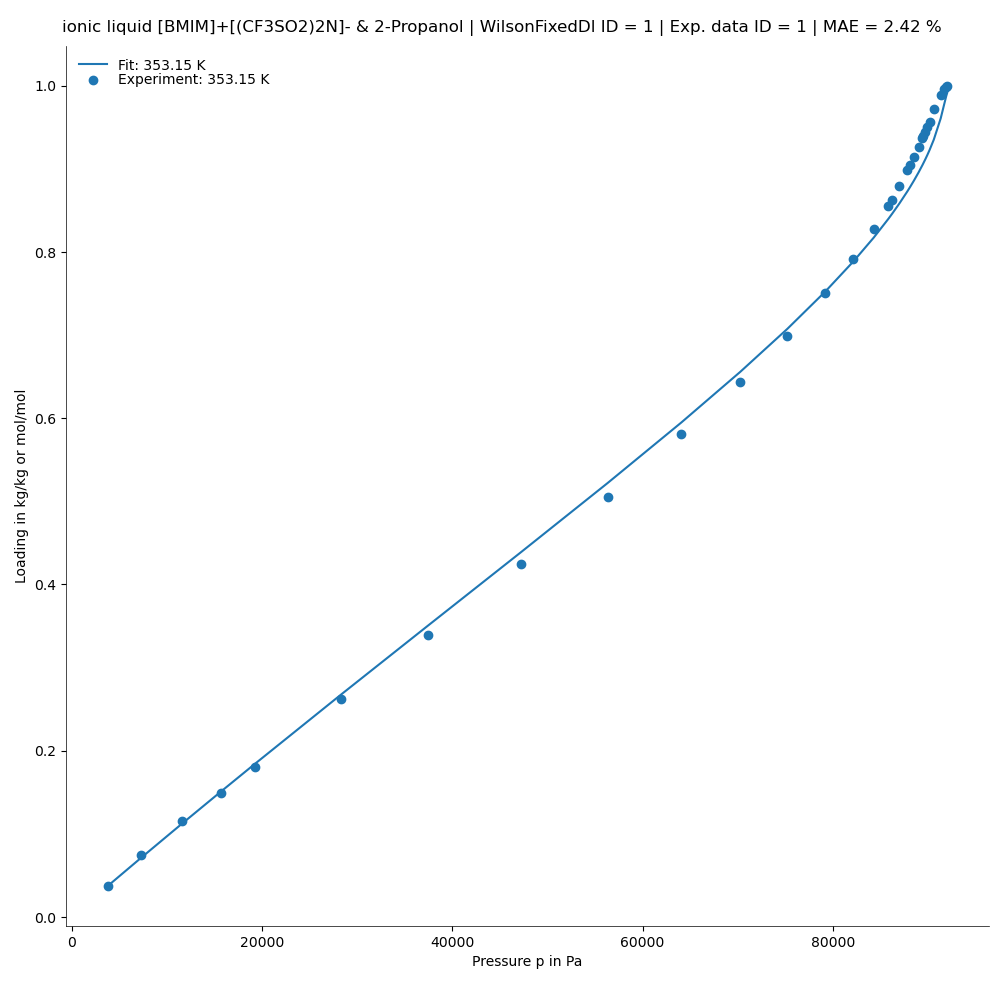 ionic liquid [BMIM]+[(CF3SO2)2N]- & 2-Propanol | WilsonFixedDl ID = 1 | Exp. data ID = 1 | MAE = 2.42 %
Fit: 353.15 K
Experiment: 353.15 K
1.0
0.8
0.6
0.4
0.2
0.0
Loading in kg/kg or mol/mol
0 20000 40000 60000 80000
Pressure p in Pa